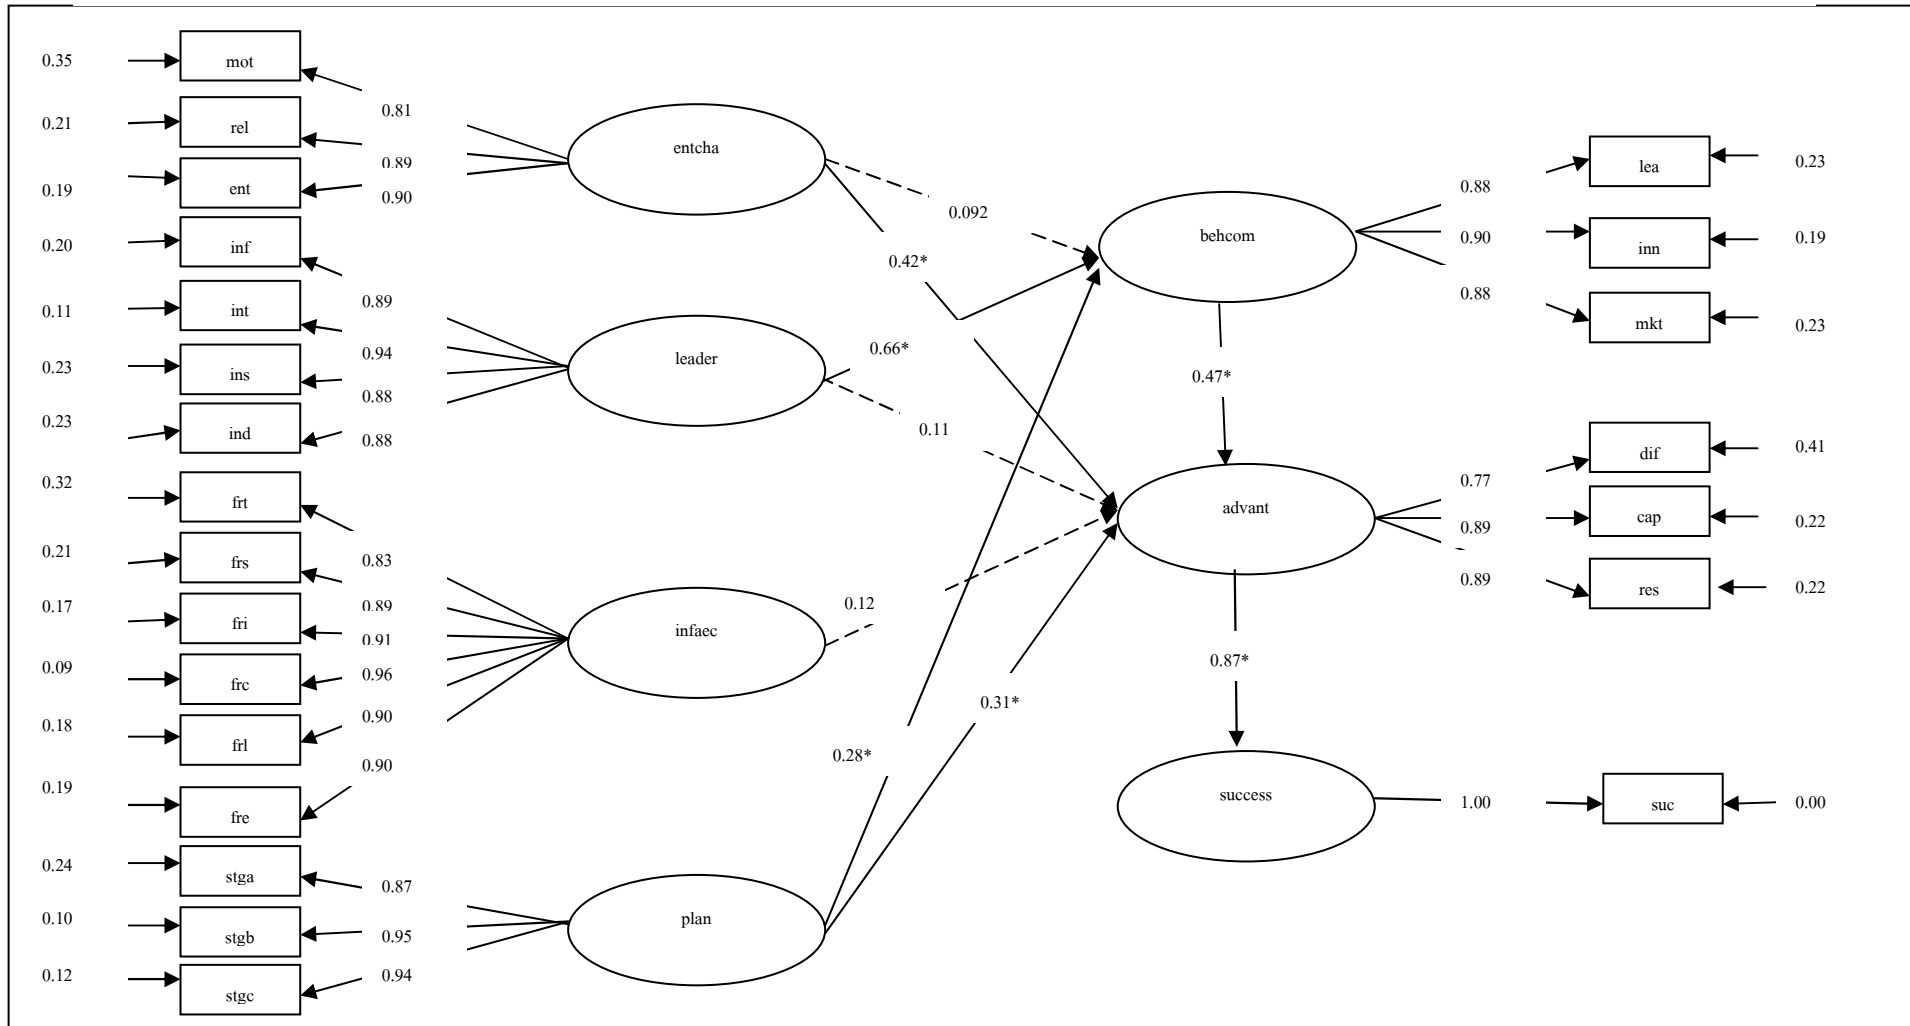 0.35
mot
0.81
0.21
rel
0.89
0.19
ent
0.90
0.20
inf
0.89
0.11
int
0.94
0.23
ins
0.88
0.23
ind
0.88
0.32
frt
0.83
0.21
frs
0.89
0.17
fri
0.91
0.09
frc
0.96
0.18
frl
0.90
0.19
fre
0.90
0.24
stga
0.87
0.10
stgb
0.95
0.12
stgc
0.94
entcha
leader
infaec
plan
0.092
0.42*
0.66*
0.11
0.12
0.28*
0.31*
behcom
0.47*
advant
0.87*
success
0.88
lea
0.23
0.90
inn
0.19
0.88
mkt
0.23
0.77
dif
0.41
0.89
cap
0.22
0.89
res
0.22
1.00
suc
0.00